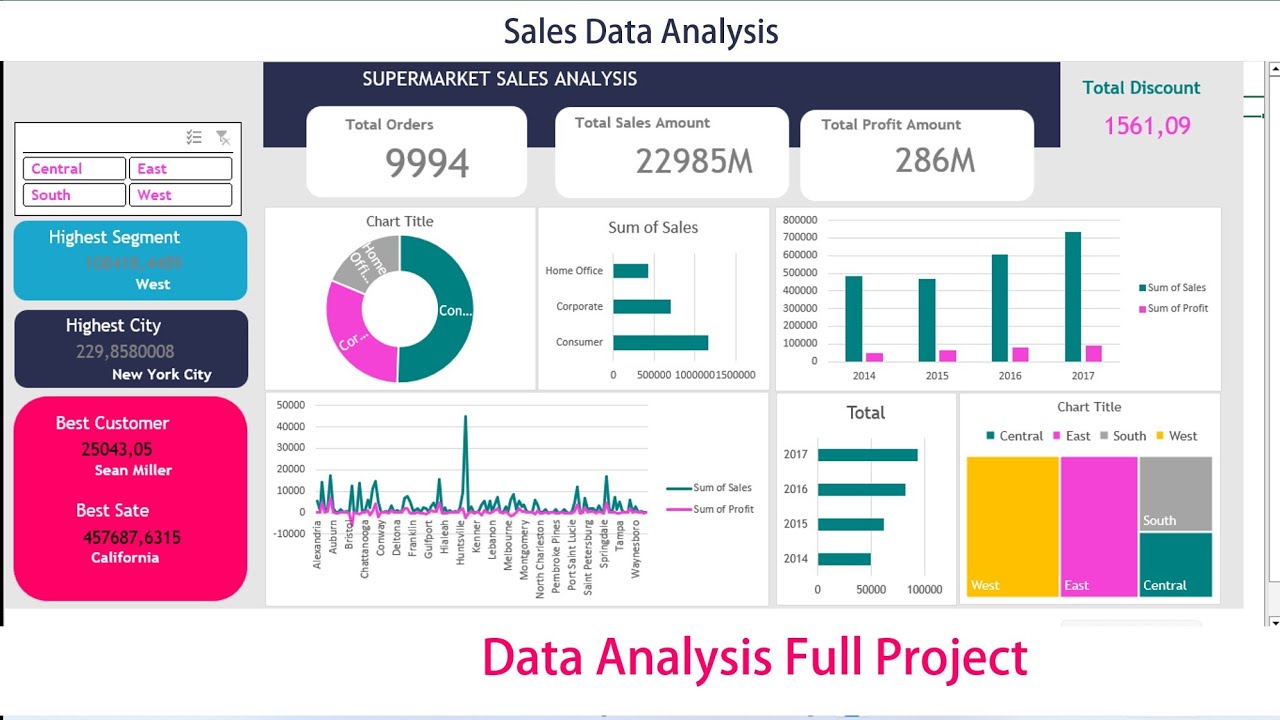 Sales Data Analysis
SUPERMARKET SALES ANALYSIS
Total Orders
9994
Total Sales Amount
22985M
Total Profit Amount
286M
Total Discount
1561,09
Central
East
South
West
Highest Segment
West
Highest City
229,8580008
New York City
Best Customer
25043,05
Sean Miller
Best Sate
457687,6315
California
Chart Title
Home
Offi...
Con...
Cor...
Sum of Sales
Home Office
Corporate
Consumer
0 500000 1000000 1500000
800000
700000
600000
500000
400000
300000
200000
100000
0
2014 2015 2016 2017
Sum of Sales
Sum of Profit
50000
40000
30000
20000
10000
0
-10000
Alexandria
Auburn
Bristol
Chattanooga
Conway
Deltona
Franklin
Gulfport
Hialeah
Huntsville
Kenner
Lebanon
Melbourne
Montgomery
North Charleston
Pembroke Pines
Port Saint Lucie
Saint Petersburg
Springdale
Tampa
Waynesboro
Sum of Sales
Sum of Profit
Total
2017
2016
2015
2014
0 50000 100000
Chart Title
Central East South West
West
East
South
Central
Data Analysis Full Project